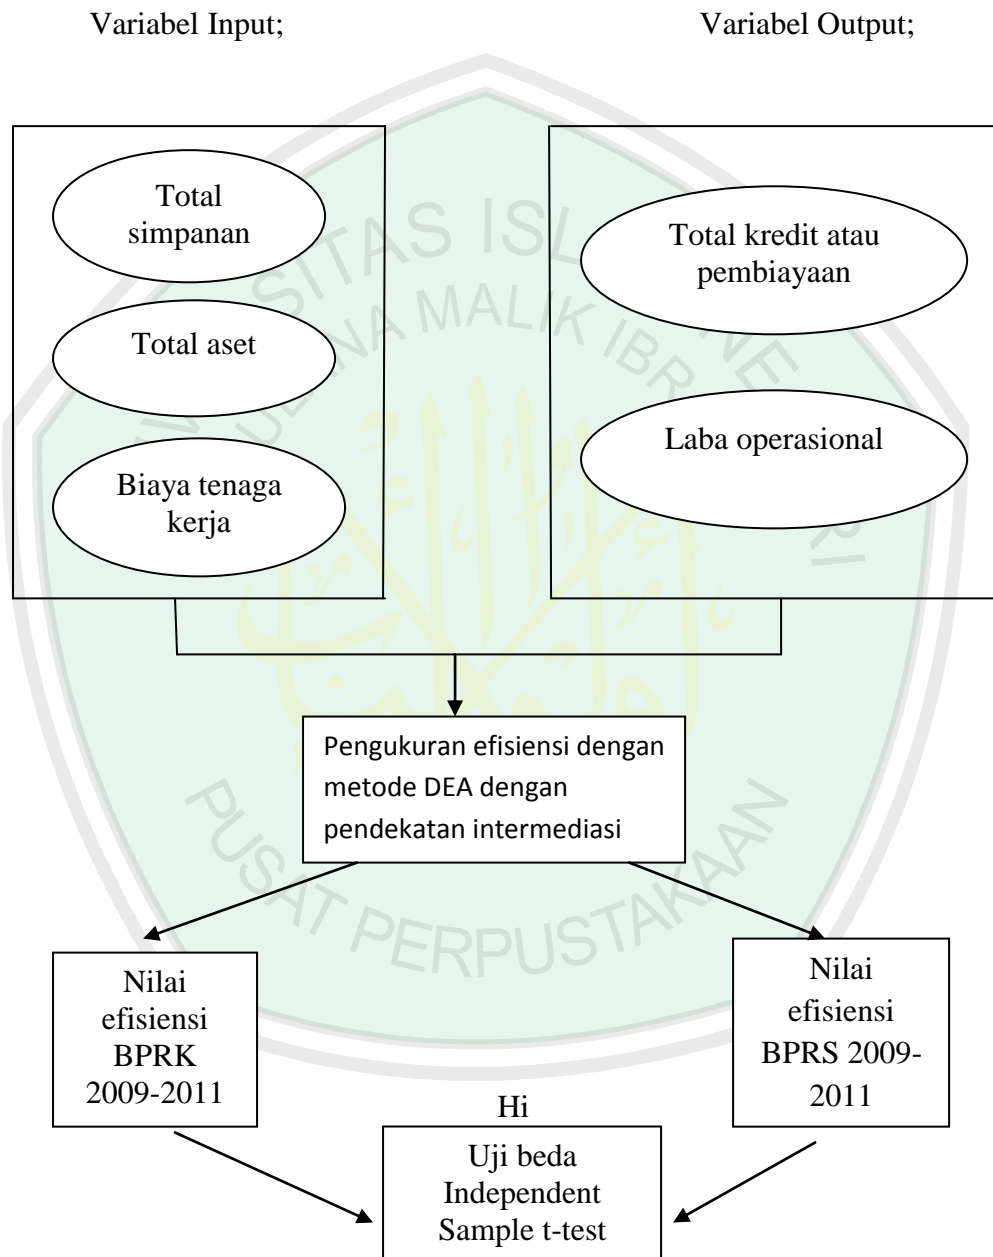 Variabel Input;
Variabel Output;
Total
simpanan
Total aset
Biaya tenaga
kerja
Total kredit atau
pembiayaan
Laba operasional
Pengukuran efisiensi dengan
metode DEA dengan
pendekatan intermediasi
Nilai
efisiensi
BPRK
2009-2011
Nilai
efisiensi
BPRS 2009-
2011
Hi
Uji beda
Independent
Sample t-test
PUSAT PERPUSTAKAAN